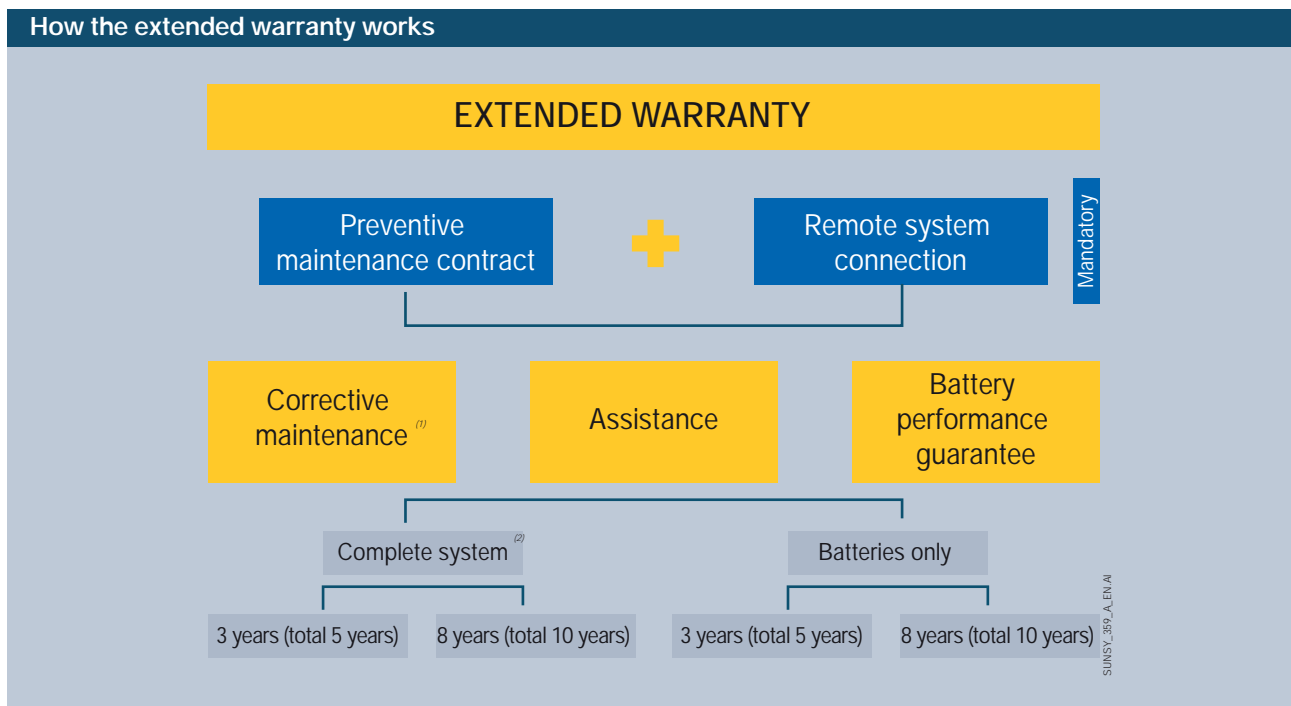 How the extended warranty works
EXTENDED WARRANTY
Preventive
maintenance contract
Remote system
connection
Mandatory
Corrective
maintenance (1)
Assistance
Battery
performance
guarantee
Complete system (2)
Batteries only
3 years (total 5 years)
8 years (total 10 years)
3 years (total 5 years)
8 years (total 10 years)
SUNSY_359_A_EN.AI